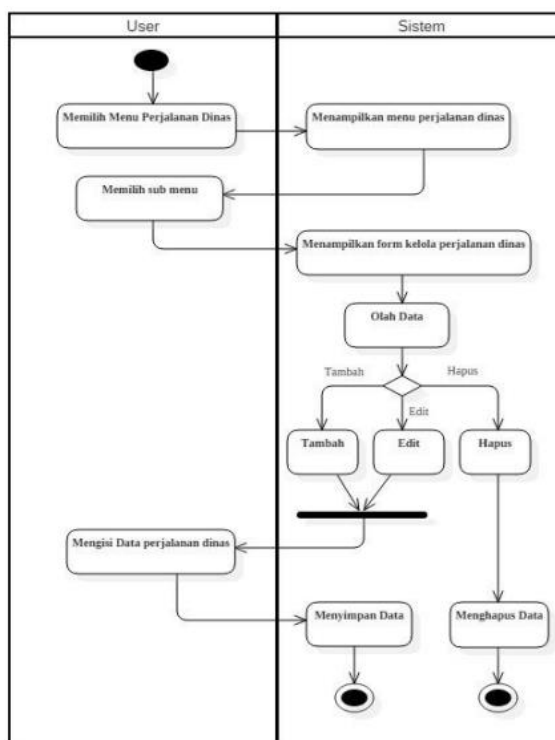 User
Sistem
Memilih Menu Perjalanan Dinas
Menampilkan menu perjalanan dinas
Memilih sub menu
Menampilkan form kelola perjalanan dinas
Olah Data
Tambah
Hapus
Edit
Tambah
Edit
Hapus
Mengisi Data perjalanan dinas
Menyimpan Data
Menghapus Data